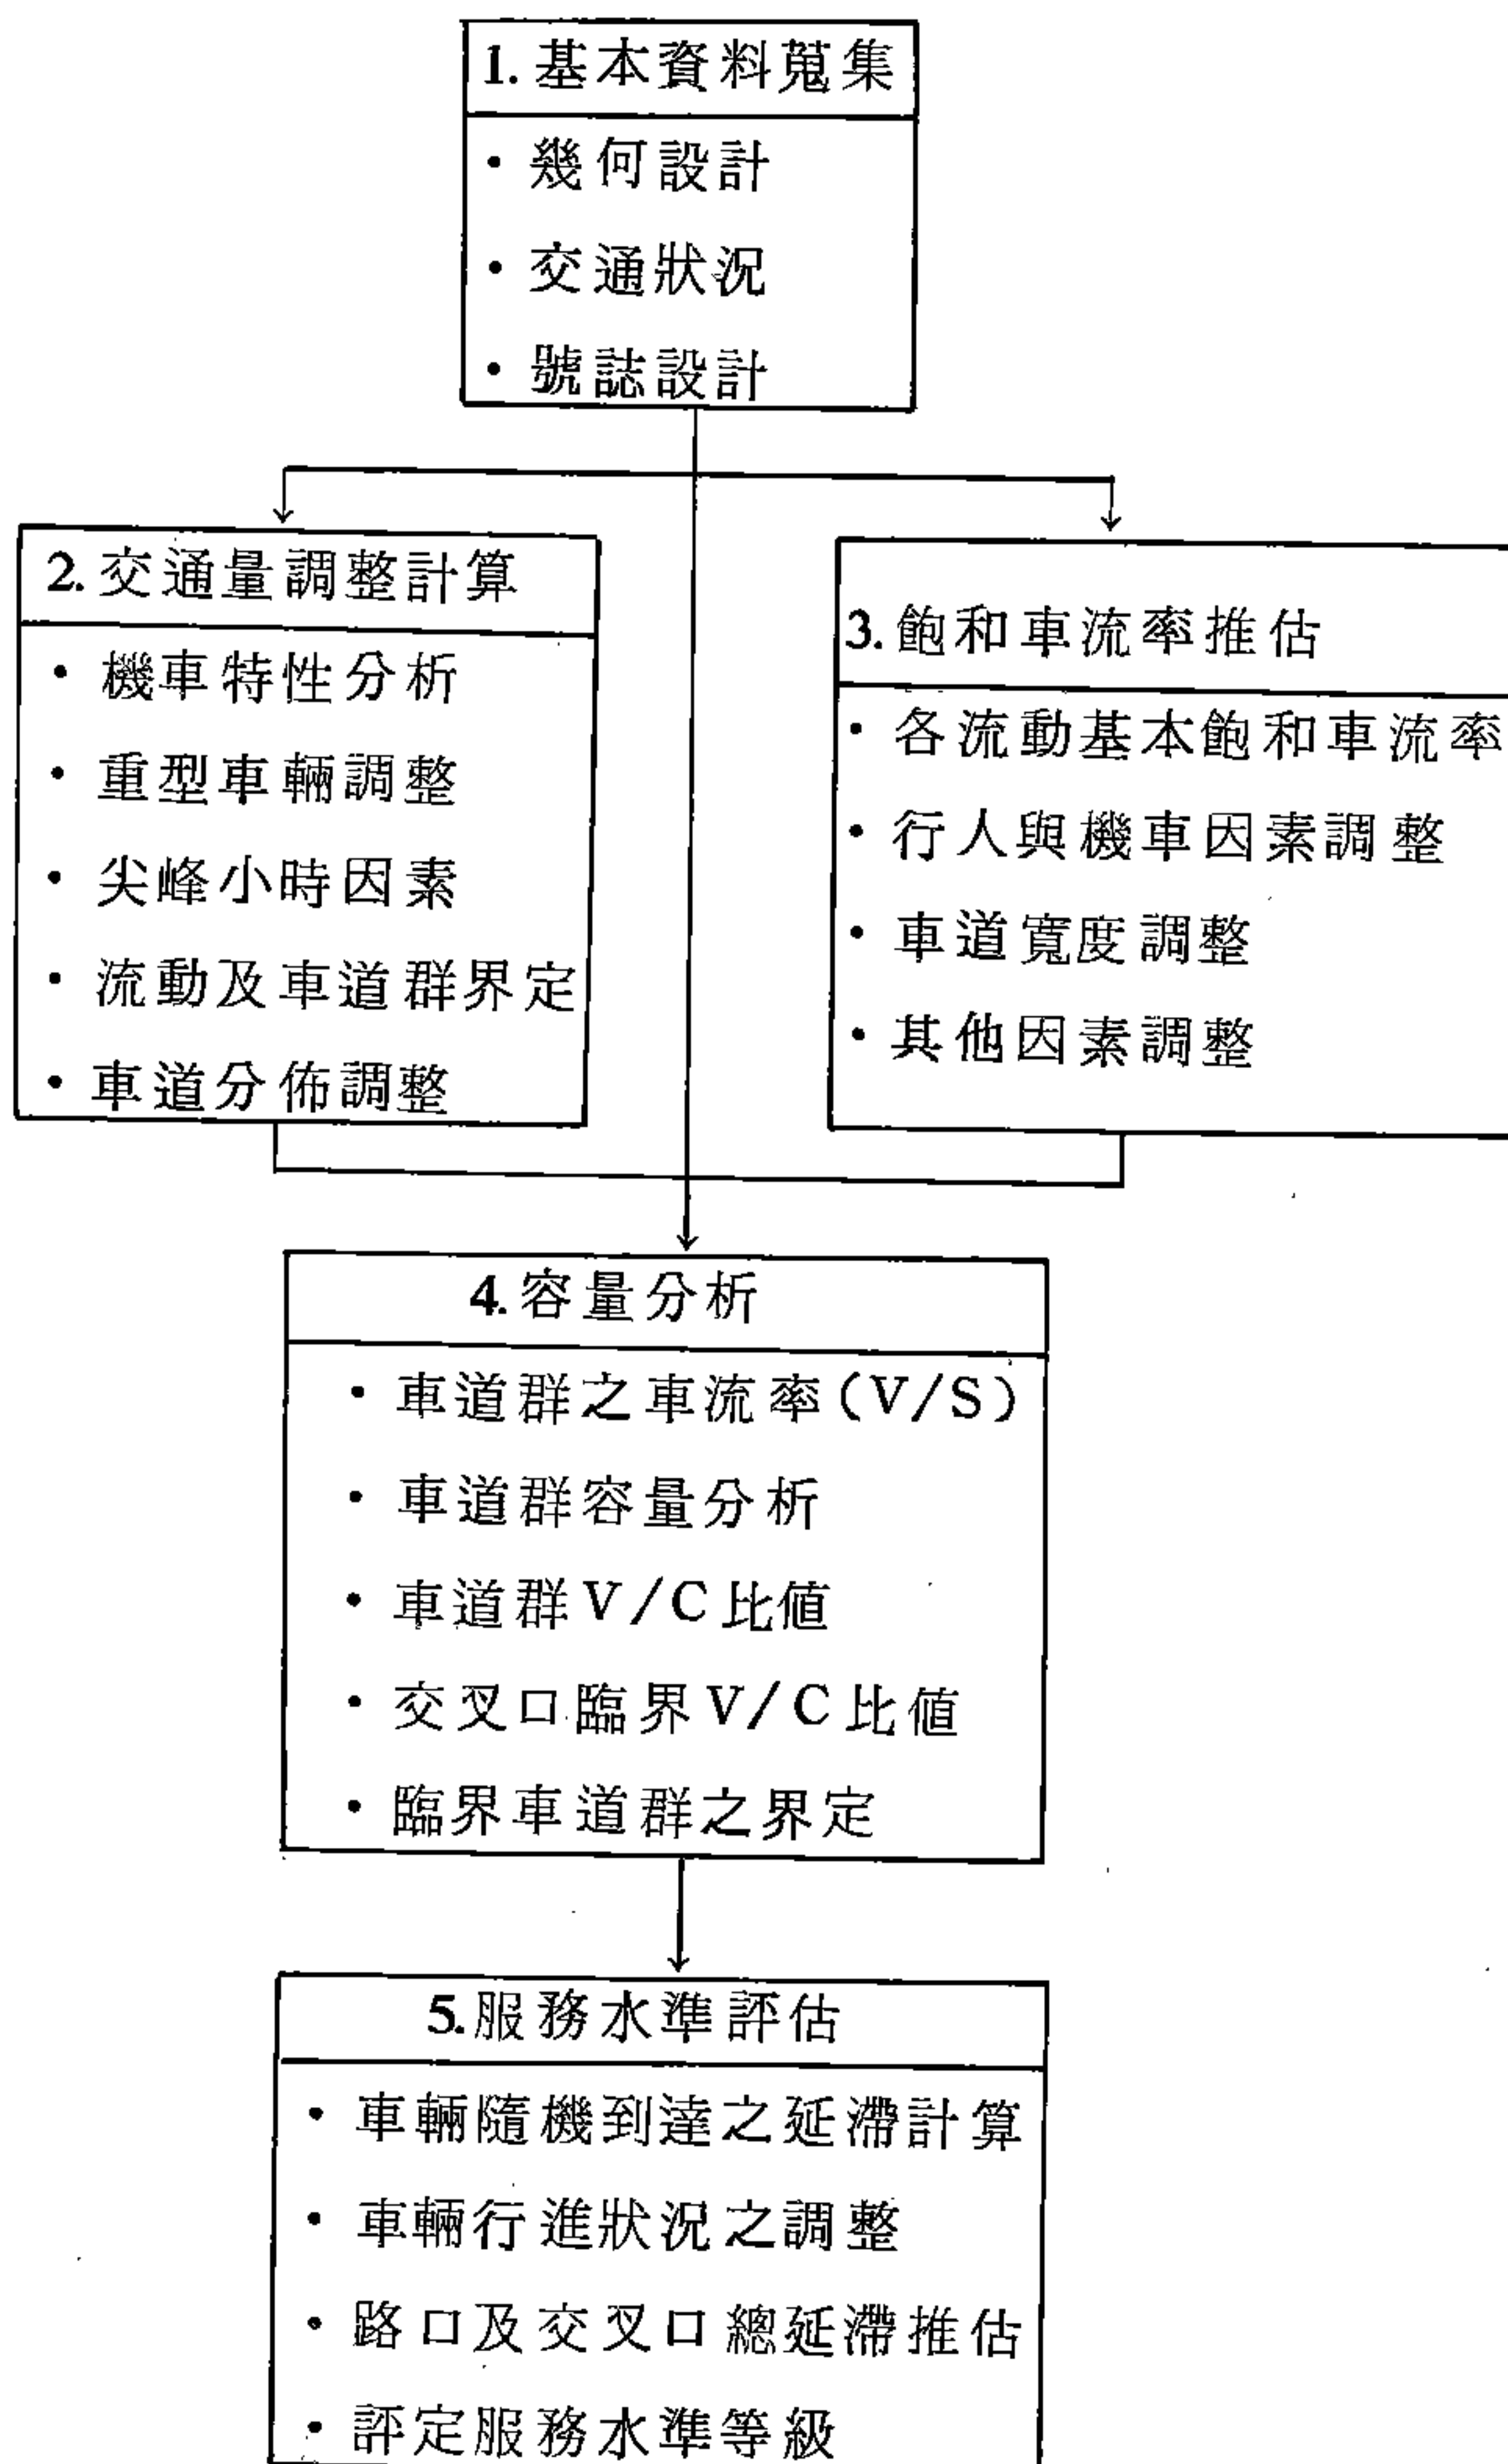 1. 基本資料蒐集
・幾何設計
・交通狀況
・號誌設計
2. 交通量調整計算
・機車特性分析
・重型車輛調整
・尖峰小時因素
・流動及車道群界定
・車道分佈調整
3. 飽和車流率推估
・各流動基本飽和車流率
・行人與機車因素調整
・車道寬度調整
・其他因素調整
4. 容量分析
・車道群之車流率(V/S)
・車道群容量分析
・車道群V/C比值
・交叉口臨界V/C比值
・臨界車道群之界定
5. 服務水準評估
・車輛隨機到達之延滯計算
・車輛行進狀況之調整
・路口及交叉口總延滯推估
・評定服務水準等級